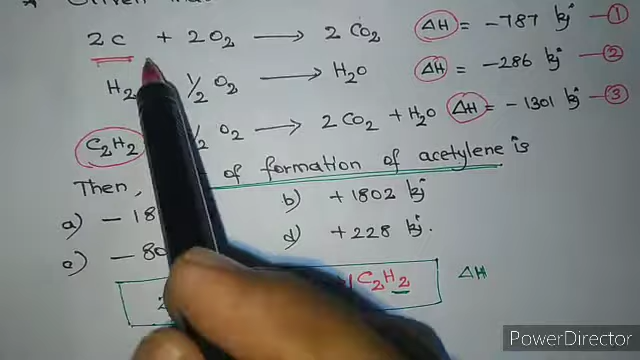 2C + 2O₂ ⟶ 2CO₂ ΔH = -787 kj ①
H₂ ½ O₂ ⟶ H₂O ΔH = -286 kj ②
C₂H₂ ½ O₂ ⟶ 2CO₂ + H₂O ΔH = -1301 kj ③
Then, of formation of acetylene is
a) -18 b) +1802 kj
c) -80 d) +228 kj.
C₂H₂ ΔH
PowerDirector